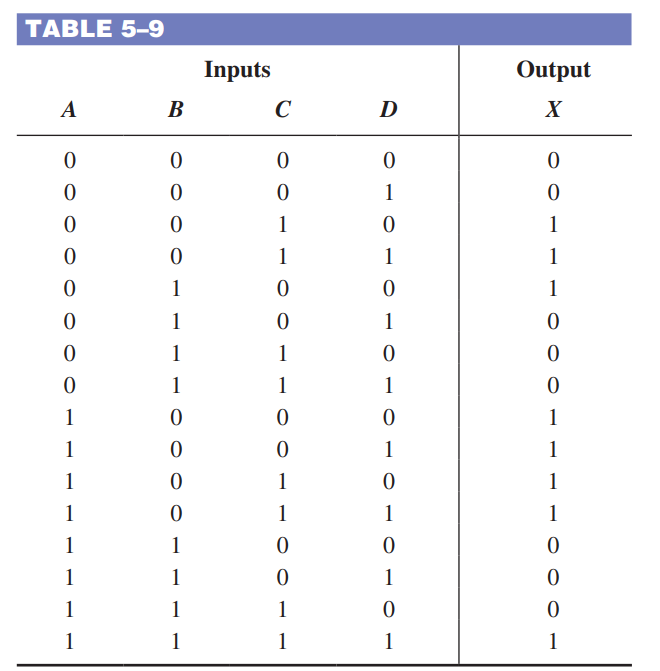 TABLE 5–9
Inputs Output
A B C D X
0 0 0 0 0
0 0 0 1 0
0 0 1 0 1
0 0 1 1 1
0 1 0 0 1
0 1 0 1 0
0 1 1 0 0
0 1 1 1 0
1 0 0 0 1
1 0 0 1 1
1 0 1 0 1
1 0 1 1 1
1 1 0 0 0
1 1 0 1 0
1 1 1 0 0
1 1 1 1 1